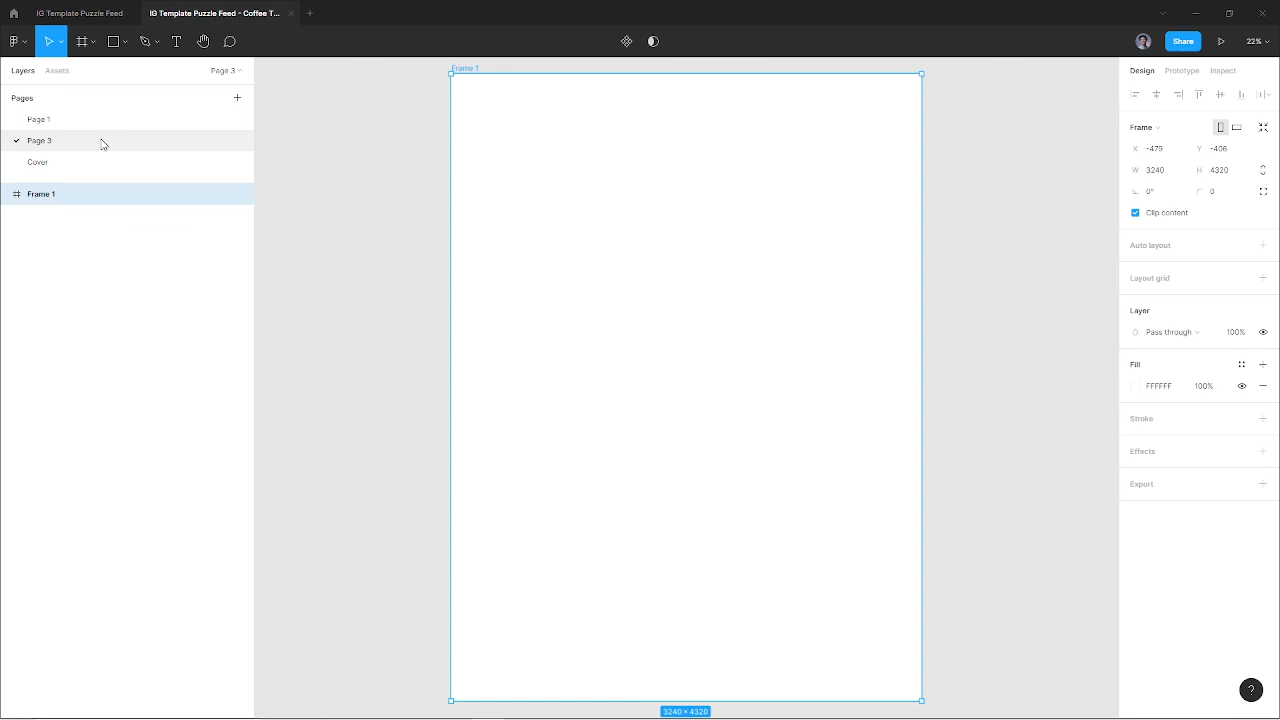 IG Template Puzzle Feed
IG Template Puzzle Feed - Coffee T...
Share
22%
Layers
Assets
Page 3
Design
Prototype
Inspect
Pages
Page 1
Page 3
Cover
Frame 1
Frame 1
3240 × 4320
Frame
X -479
Y -406
W 3240
H 4320
0°
0
Clip content
Auto layout
Layout grid
Layer
Pass through
100%
Fill
FFFFFF
100%
Stroke
Effects
Export
?